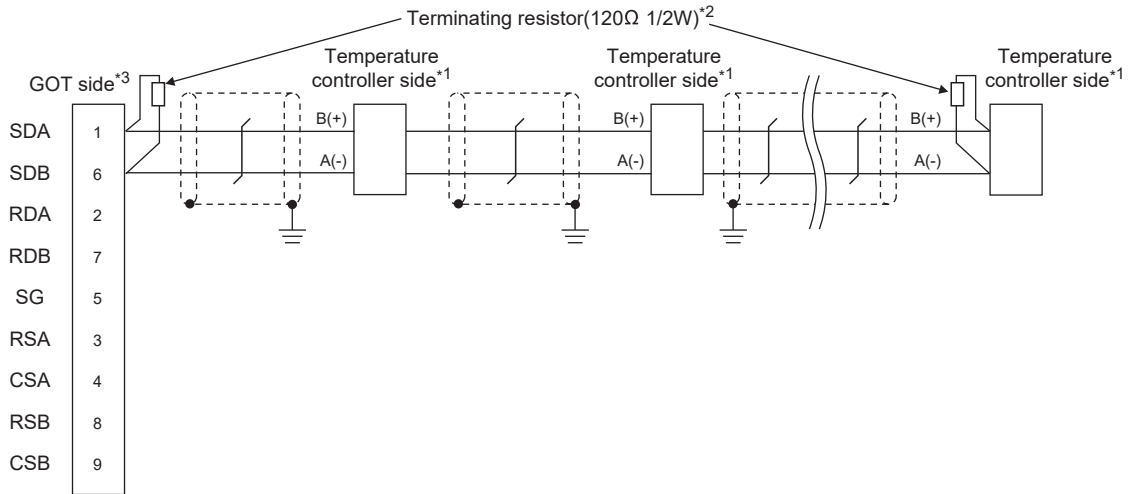 Terminating resistor(120Ω 1/2W)*2
GOT side*3
Temperature
controller side*1
Temperature
controller side*1
Temperature
controller side*1
SDA 1 B(+) B(+) B(+)
SDB 6 A(-) A(-) A(-)
RDA 2
RDB 7
SG 5
RSA 3
CSA 4
RSB 8
CSB 9